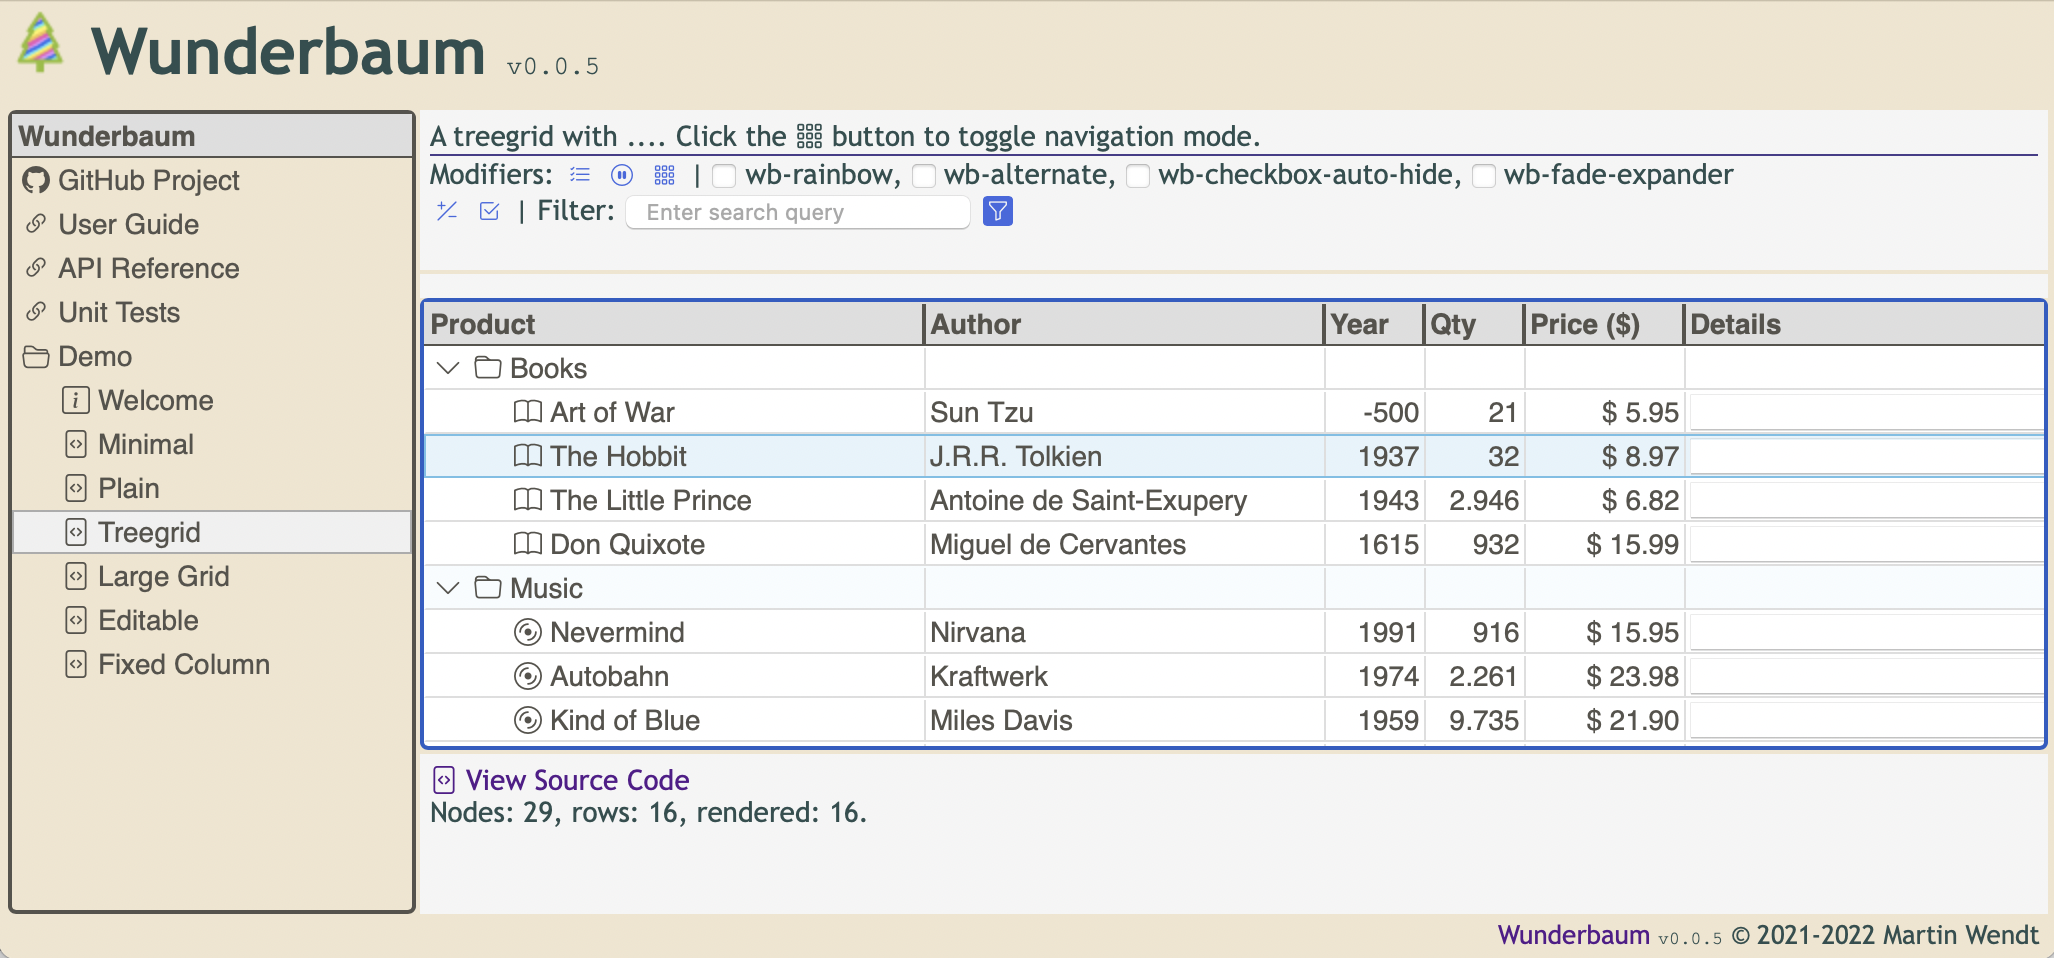 Wunderbaum v0.0.5
Wunderbaum
GitHub Project
User Guide
API Reference
Unit Tests
Demo
Welcome
Minimal
Plain
Treegrid
Large Grid
Editable
Fixed Column
A treegrid with .... Click the button to toggle navigation mode.
Modifiers: | wb-rainbow, wb-alternate, wb-checkbox-auto-hide, wb-fade-expander
| Filter: Enter search query
Product Author Year Qty Price ($) Details
Books
Art of War Sun Tzu -500 21 $ 5.95
The Hobbit J.R.R. Tolkien 1937 32 $ 8.97
The Little Prince Antoine de Saint-Exupery 1943 2.946 $ 6.82
Don Quixote Miguel de Cervantes 1615 932 $ 15.99
Music
Nevermind Nirvana 1991 916 $ 15.95
Autobahn Kraftwerk 1974 2.261 $ 23.98
Kind of Blue Miles Davis 1959 9.735 $ 21.90
View Source Code
Nodes: 29, rows: 16, rendered: 16.
Wunderbaum v0.0.5 © 2021-2022 Martin Wendt